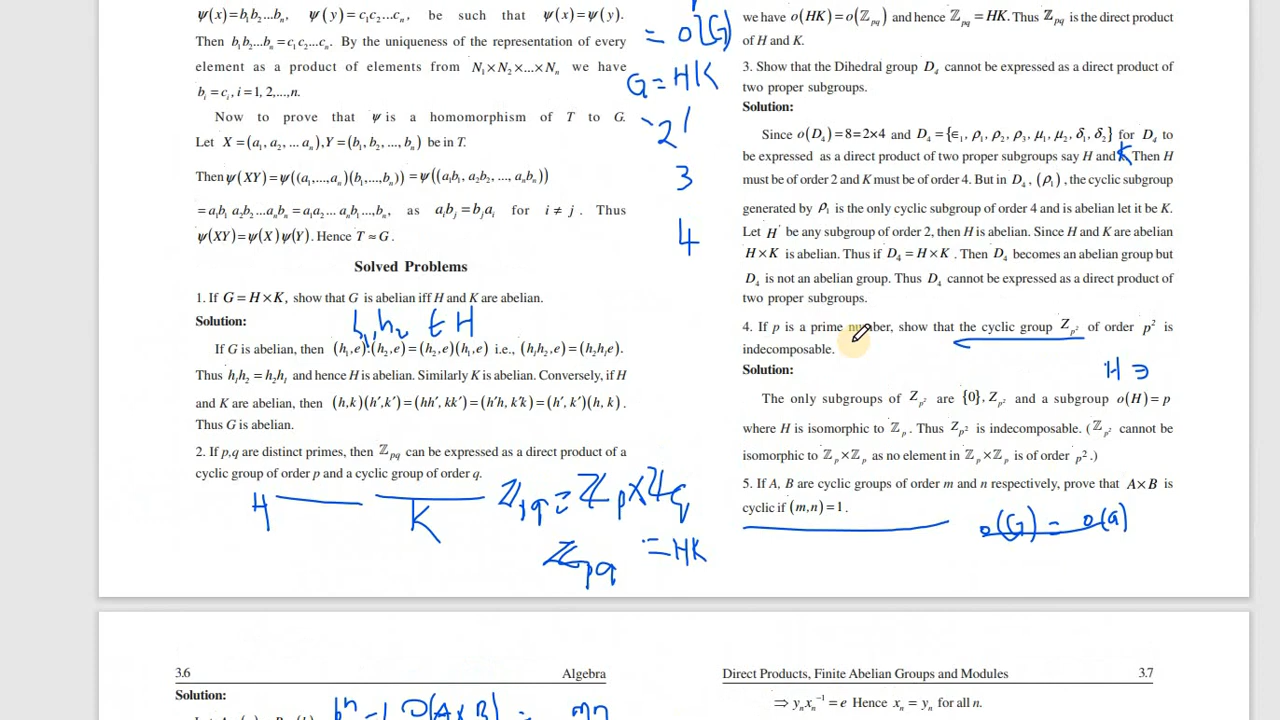 ψ(x)=b₁b₂...bₙ, ψ(y)=c₁c₂...cₙ, be such that ψ(x)=ψ(y).
Then b₁b₂...bₙ=c₁c₂...cₙ. By the uniqueness of the representation of every
element as a product of elements from N₁×N₂×...×Nₙ we have
bᵢ=cᵢ, i=1, 2,...,n.
Now to prove that ψ is a homomorphism of T to G.
Let X=(a₁, a₂, ... aₙ),Y=(b₁, b₂, ..., bₙ) be in T.
Then ψ(XY)=ψ((a₁,...,aₙ)(b₁,...,bₙ))=ψ((a₁b₁, a₂b₂, ..., aₙbₙ))
=a₁b₁ a₂b₂...aₙbₙ=a₁a₂... aₙb₁...,bₙ, as aᵢbⱼ=bⱼaᵢ for i≠j. Thus
ψ(XY)=ψ(X)ψ(Y). Hence T≈G.
Solved Problems
1. If G=H×K, show that G is abelian iff H and K are abelian.
Solution:
h₁,h₂ ∈ H
If G is abelian, then (h₁,e).(h₂,e)=(h₂,e)(h₁,e) i.e., (h₁h₂,e)=(h₂h₁e).
Thus h₁h₂=h₂h₁ and hence H is abelian. Similarly K is abelian. Conversely, if H
and K are abelian, then (h,k)(h′,k′)=(hh′, kk′)=(h′h, k′k)=(h′, k′)(h, k).
Thus G is abelian.
2. If p,q are distinct primes, then ℤpq can be expressed as a direct product of a
cyclic group of order p and a cyclic group of order q.
H K ℤpq = ℤp×ℤq
ℤpq =HK
= o(G)
G=HK
2
3
4
we have o(HK)=o(ℤpq) and hence ℤpq=HK. Thus ℤpq is the direct product
of H and K.
3. Show that the Dihedral group D₄ cannot be expressed as a direct product of
two proper subgroups.
Solution:
Since o(D₄)=8=2×4 and D₄={∈₁, ρ₁, ρ₂, ρ₃, μ₁, μ₂, δ₁, δ₂} for D₄ to
be expressed as a direct product of two proper subgroups say H and K Then H
must be of order 2 and K must be of order 4. But in D₄, (ρ₁), the cyclic subgroup
generated by ρ₁ is the only cyclic subgroup of order 4 and is abelian let it be K.
Let H be any subgroup of order 2, then H is abelian. Since H and K are abelian
H×K is abelian. Thus if D₄=H×K. Then D₄ becomes an abelian group but
D₄ is not an abelian group. Thus D₄ cannot be expressed as a direct product of
two proper subgroups.
4. If p is a prime number, show that the cyclic group Zp² of order p² is
indecomposable.
Solution:
H ∋
The only subgroups of Zp² are {0}, Zp² and a subgroup o(H)=p
where H is isomorphic to ℤp. Thus Zp² is indecomposable. (ℤp² cannot be
isomorphic to ℤp×ℤp as no element in ℤp×ℤp is of order p².)
5. If A, B are cyclic groups of order m and n respectively, prove that A×B is
cyclic if (m,n)=1.
o(G) = o(a)
3.6 Algebra
Solution:
bⁿ=1 O(A×B) = mn
Direct Products, Finite Abelian Groups and Modules 3.7
⇒ yₙxₙ⁻¹=e Hence xₙ=yₙ for all n.